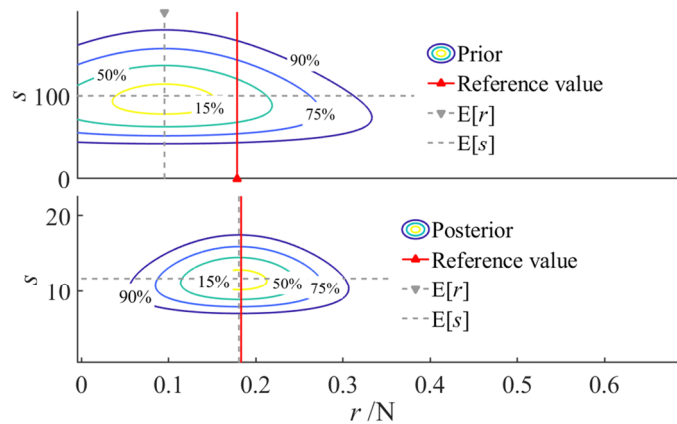 s
100
0
50%
90%
15%
75%
Prior
Reference value
E[r]
E[s]
s
20
10
90%
15%
50%
75%
Posterior
Reference value
E[r]
E[s]
0 0.1 0.2 0.3 0.4 0.5 0.6
r /N